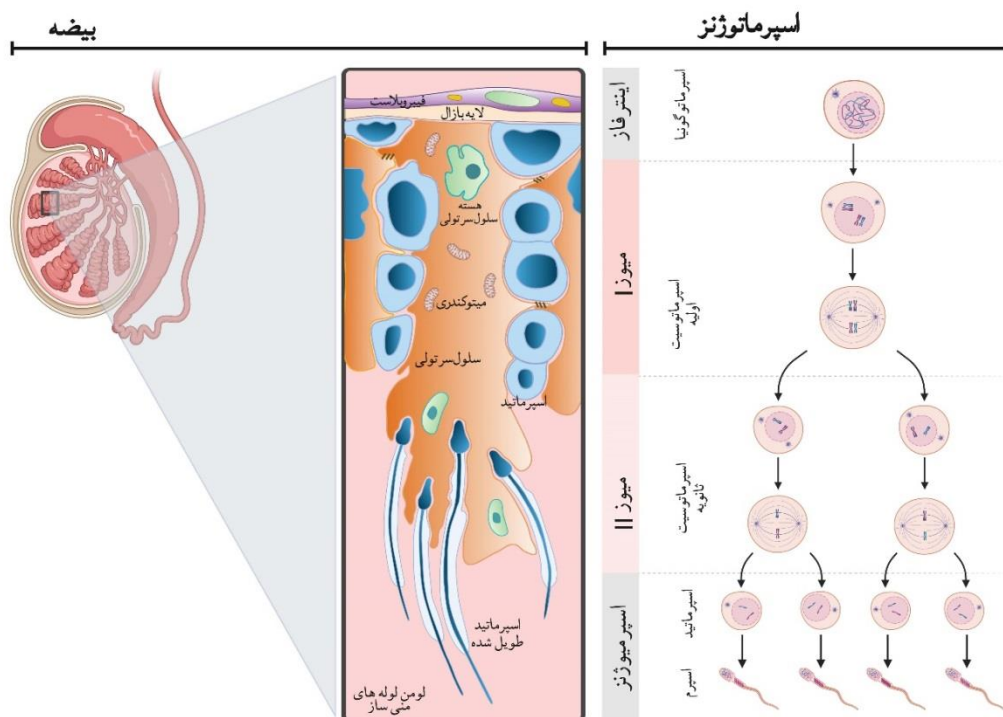 اسپرماتوژنز
بیضه
اینترفاز
اسپرماتوگونیا
میوز I
اسپرماتوسیت
اولیه
میوز II
اسپرماتوسیت
ثانویه
اسپرمیوژنز
اسپرماتید
اسپرم
فیبروبلاست
لایه بازال
هسته
سلول سرتولی
میتوکندری
سلول سرتولی
اسپرماتید
اسپرماتید
طویل شده
لومن لوله های
منی ساز